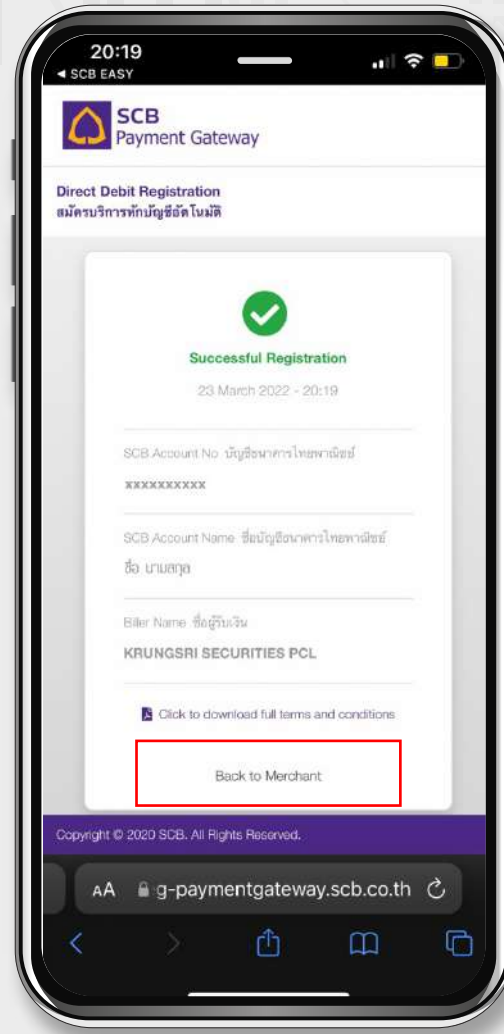 20:19
◀ SCB EASY
SCB
Payment Gateway
Direct Debit Registration
สมัครบริการหักบัญชีอัตโนมัติ
Successful Registration
23 March 2022 - 20:19
SCB Account No บัญชีธนาคารไทยพาณิชย์
xxxxxxxxxx
SCB Account Name ชื่อบัญชีธนาคารไทยพาณิชย์
ชื่อ นามสกุล
Biller Name ชื่อผู้รับเงิน
KRUNGSRI SECURITIES PCL
Click to download full terms and conditions
Back to Merchant
Copyright © 2020 SCB. All Rights Reserved.
AA g-paymentgateway.scb.co.th